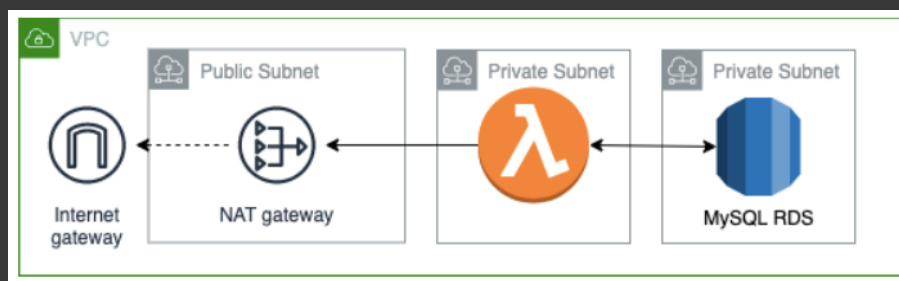 VPC
Public Subnet
Private Subnet
Private Subnet
Internet
gateway
NAT gateway
MySQL RDS